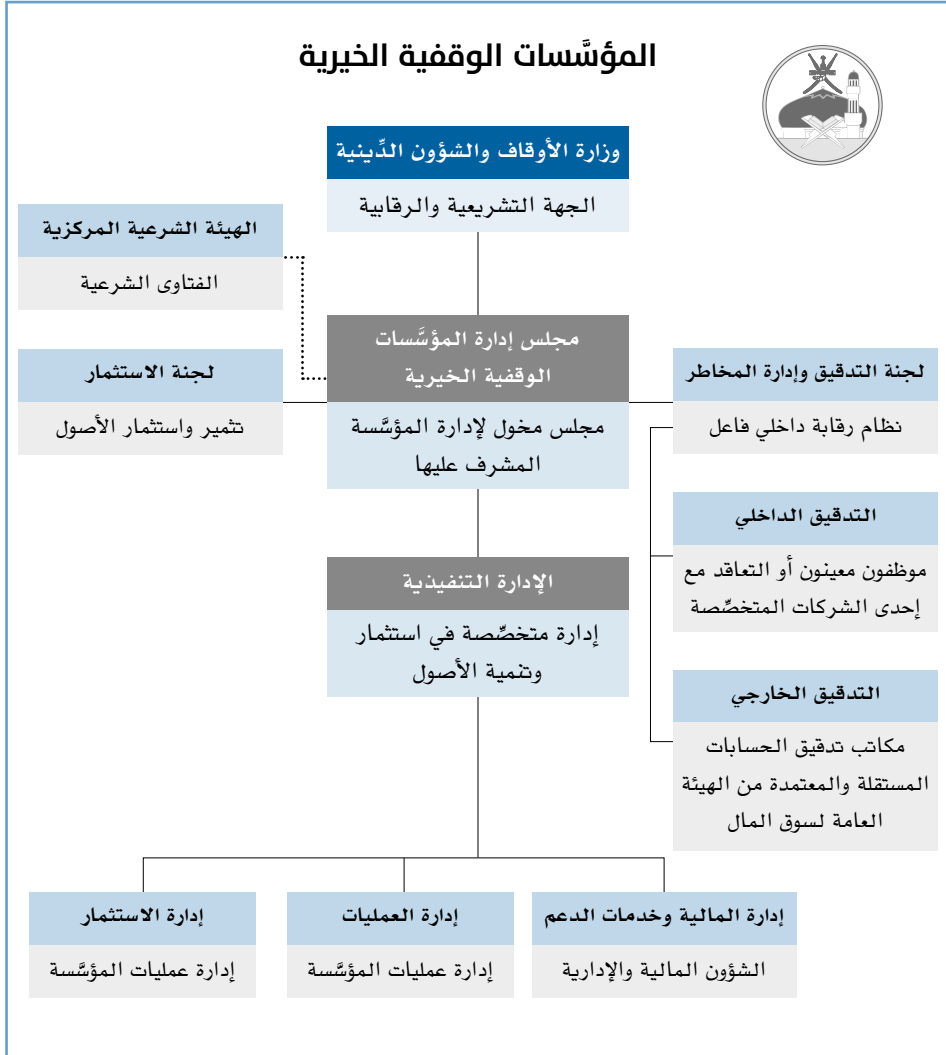 المؤسَّسات الوقفية الخيرية
وزارة الأوقاف والشؤون الدِّينية
الجهة التشريعية والرقابية
الهيئة الشرعية المركزية
الفتاوى الشرعية
مجلس إدارة المؤسَّسات
الوقفية الخيرية
مجلس مخول لإدارة المؤسَّسة
المشرف عليها
لجنة التدقيق وإدارة المخاطر
نظام رقابة داخلي فاعل
لجنة الاستثمار
تثمير واستثمار الأصول
التدقيق الداخلي
موظفون معينون أو التعاقد مع
إحدى الشركات المتخصِّصة
الإدارة التنفيذية
إدارة متخصِّصة في استثمار
وتنمية الأصول
التدقيق الخارجي
مكاتب تدقيق الحسابات
المستقلة والمعتمدة من الهيئة
العامة لسوق المال
إدارة المالية وخدمات الدعم
الشؤون المالية والإدارية
إدارة العمليات
إدارة عمليات المؤسَّسة
إدارة الاستثمار
إدارة عمليات المؤسَّسة